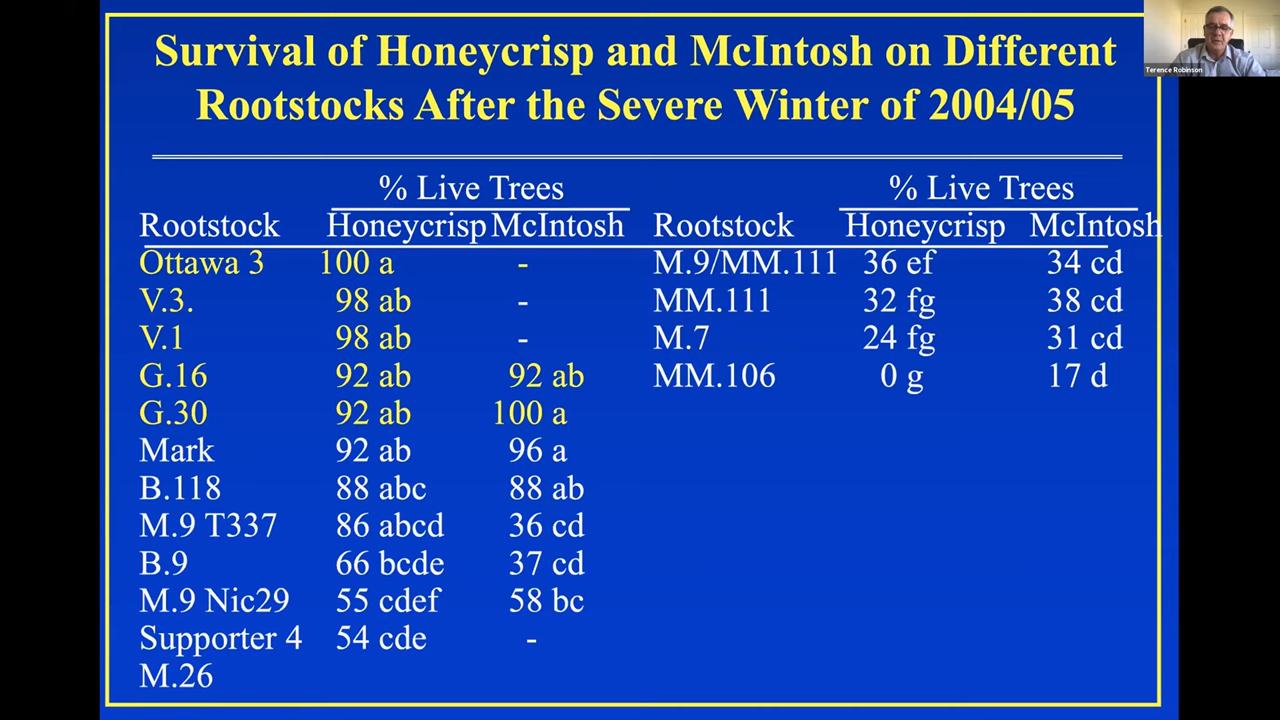 Survival of Honeycrisp and McIntosh on Different
Rootstocks After the Severe Winter of 2004/05
Terence Robinson
% Live Trees % Live Trees
Rootstock Honeycrisp McIntosh Rootstock Honeycrisp McIntosh
Ottawa 3 100 a - M.9/MM.111 36 ef 34 cd
V.3. 98 ab - MM.111 32 fg 38 cd
V.1 98 ab - M.7 24 fg 31 cd
G.16 92 ab 92 ab MM.106 0 g 17 d
G.30 92 ab 100 a
Mark 92 ab 96 a
B.118 88 abc 88 ab
M.9 T337 86 abcd 36 cd
B.9 66 bcde 37 cd
M.9 Nic29 55 cdef 58 bc
Supporter 4 54 cde -
M.26